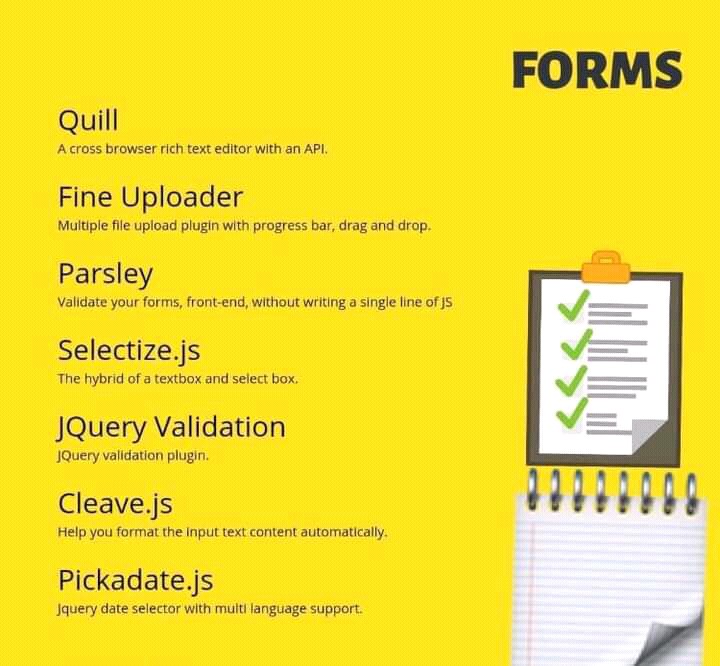 FORMS
Quill
A cross browser rich text editor with an API.
Fine Uploader
Multiple file upload plugin with progress bar, drag and drop.
Parsley
Validate your forms, front-end, without writing a single line of JS
Selectize.js
The hybrid of a textbox and select box.
JQuery Validation
JQuery validation plugin.
Cleave.js
Help you format the input text content automatically.
Pickadate.js
Jquery date selector with multi language support.